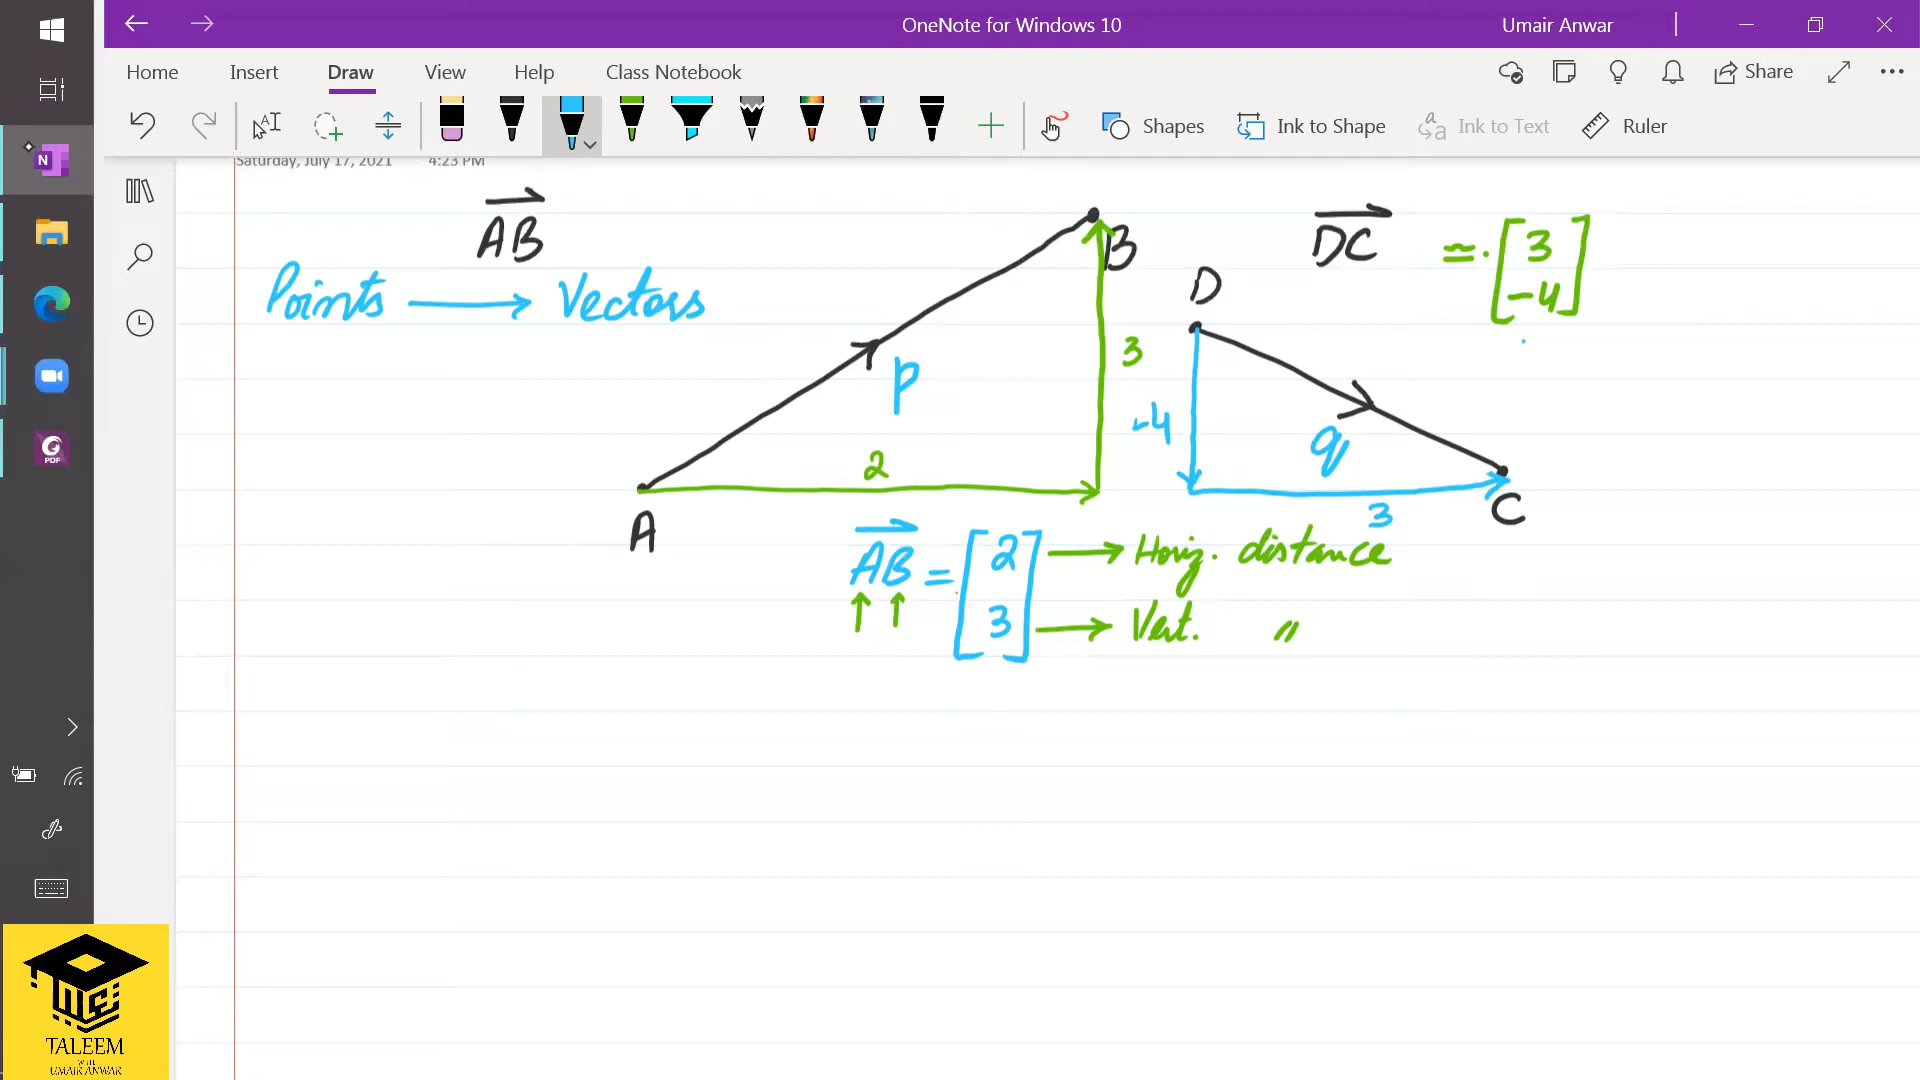 OneNote for Windows 10
Umair Anwar
Home Insert Draw View Help Class Notebook
Share
Shapes Ink to Shape Ink to Text Ruler
Saturday, July 17, 2021 4:23 PM
AB
Points → Vectors
B
D
DC = [3 -4]
p
3
-4
q
2
A
3
C
AB = [2 3]
→ Horiz. distance
→ Vert. "
N
PDF
TALEEM
WITH
UMAIR ANWAR